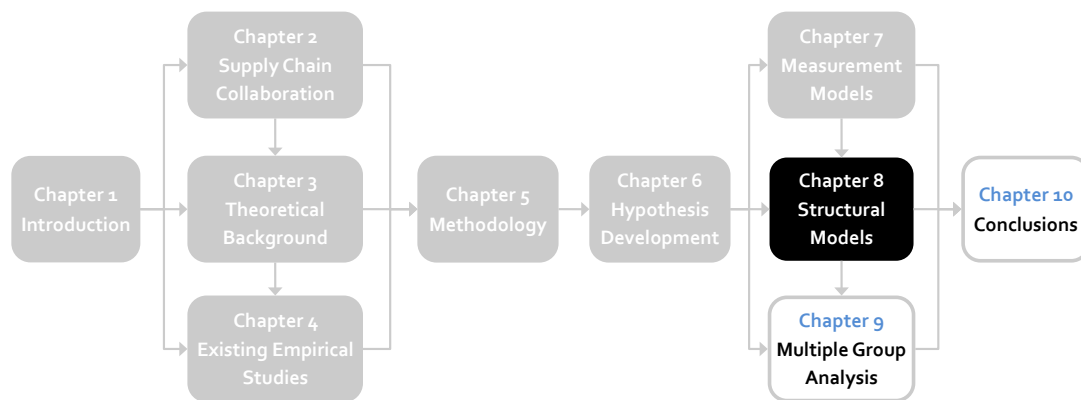 Chapter 1
Introduction
Chapter 2
Supply Chain
Collaboration
Chapter 3
Theoretical
Background
Chapter 4
Existing Empirical
Studies
Chapter 5
Methodology
Chapter 6
Hypothesis
Development
Chapter 7
Measurement
Models
Chapter 8
Structural
Models
Chapter 9
Multiple Group
Analysis
Chapter 10
Conclusions